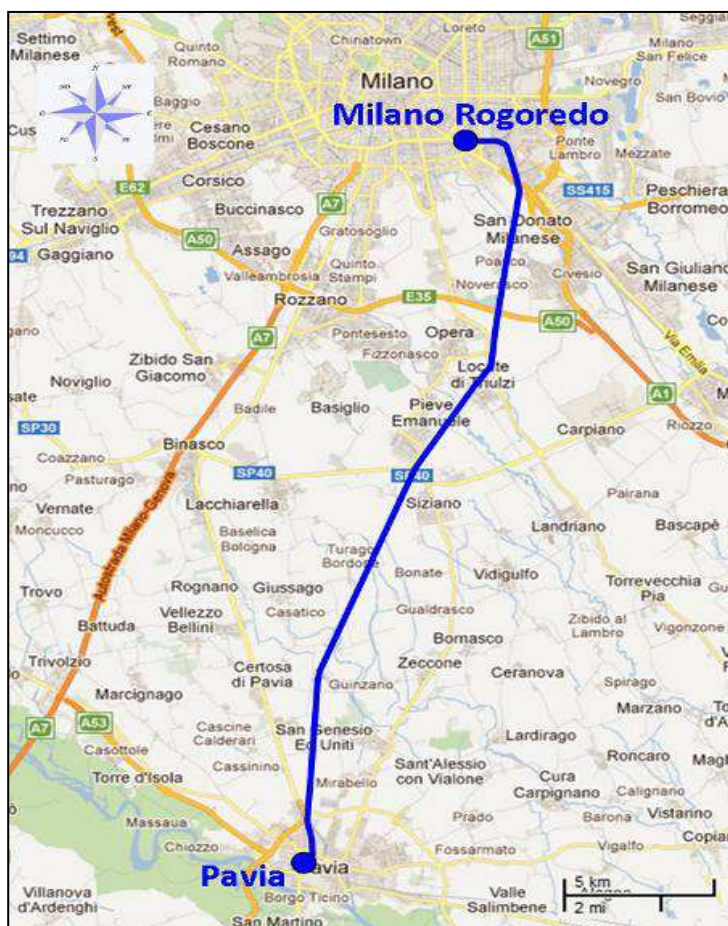 Settimo
Milanese
Quinto
Romano
Chinatown
Loreto
A51
Segg
Milano
San Felice
Novegro
San Bovio
Baggio
Milano
Milano Rogoredo
Cesano
Boscone
Ponte
Lambro
Mezzate
E62
Corsico
A7
SS415
Peschiera
Borromeo
Trezzano
Sul Naviglio
Buccinasco
Gratosoglio
San Donato
Milanese
A50
Assago
94
Gaggiano
Valleambrosia
Quinto
Stampi
Poasco
Noverasco
Civesio
San Giuliano
Milanese
Rozzano
E35
A50
A7
Pontesesto
Opera
Fizzonasco
Via Emilia
Zibido San
Giacomo
Locate
di Triulzi
Noviglio
Badile
Basiglio
Pieve
Emanuele
A1
SP30
Binasco
Carpiano
Riozzo
Coazzano
Pasturago
SP40
SP40
Vernate
Moncucco
Lacchiarella
Siziano
Pairana
Autostrada Milano-Genova
Baselica
Bologna
Landriano
Bascapè
Turago
Bordone
Trovo
Rognano
Giussago
Bonate
Vidigulfo
Torrevecchia
Pia
Vellezzo
Bellini
Casatico
Gualdrasco
Zibido al
Lambro
Vigonzone
Battuda
Bornasco
Trivolzio
Certosa
di Pavia
Zeccone
Ceranova
Marcignago
Guinzano
Spirago
A7
A53
Marzano
Cascine
Calderari
San Genesio
Ed Uniti
Lardirago
Casottole
Roncaro
Cassinino
Sant'Alessio
con Vialone
Torre d'Isola
Mirabello
Cura
Carpignano
Calignano
Massaua
Prado
Barona
Vistarino
Chiozzo
Fossarmato
Vigalfo
Pavia
Villanova
d'Ardenghi
Borgo Ticino
San Martino
Valle
Salimbene
5 km
2 mi